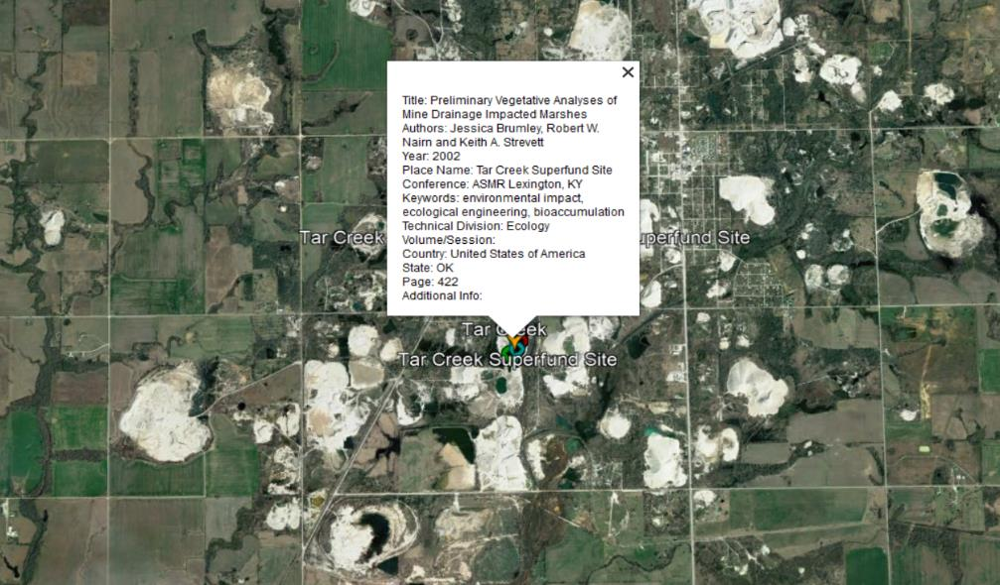 Title: Preliminary Vegetative Analyses of
Mine Drainage Impacted Marshes
Authors: Jessica Brumley, Robert W.
Nairn and Keith A. Strevett
Year: 2002
Place Name: Tar Creek Superfund Site
Conference: ASMR Lexington, KY
Keywords: environmental impact,
ecological engineering, bioaccumulation
Technical Division: Ecology
Volume/Session:
Country: United States of America
State: OK
Page: 422
Additional Info:
Tar Creek
uperfund Site
Tar Creek
Tar Creek Superfund Site